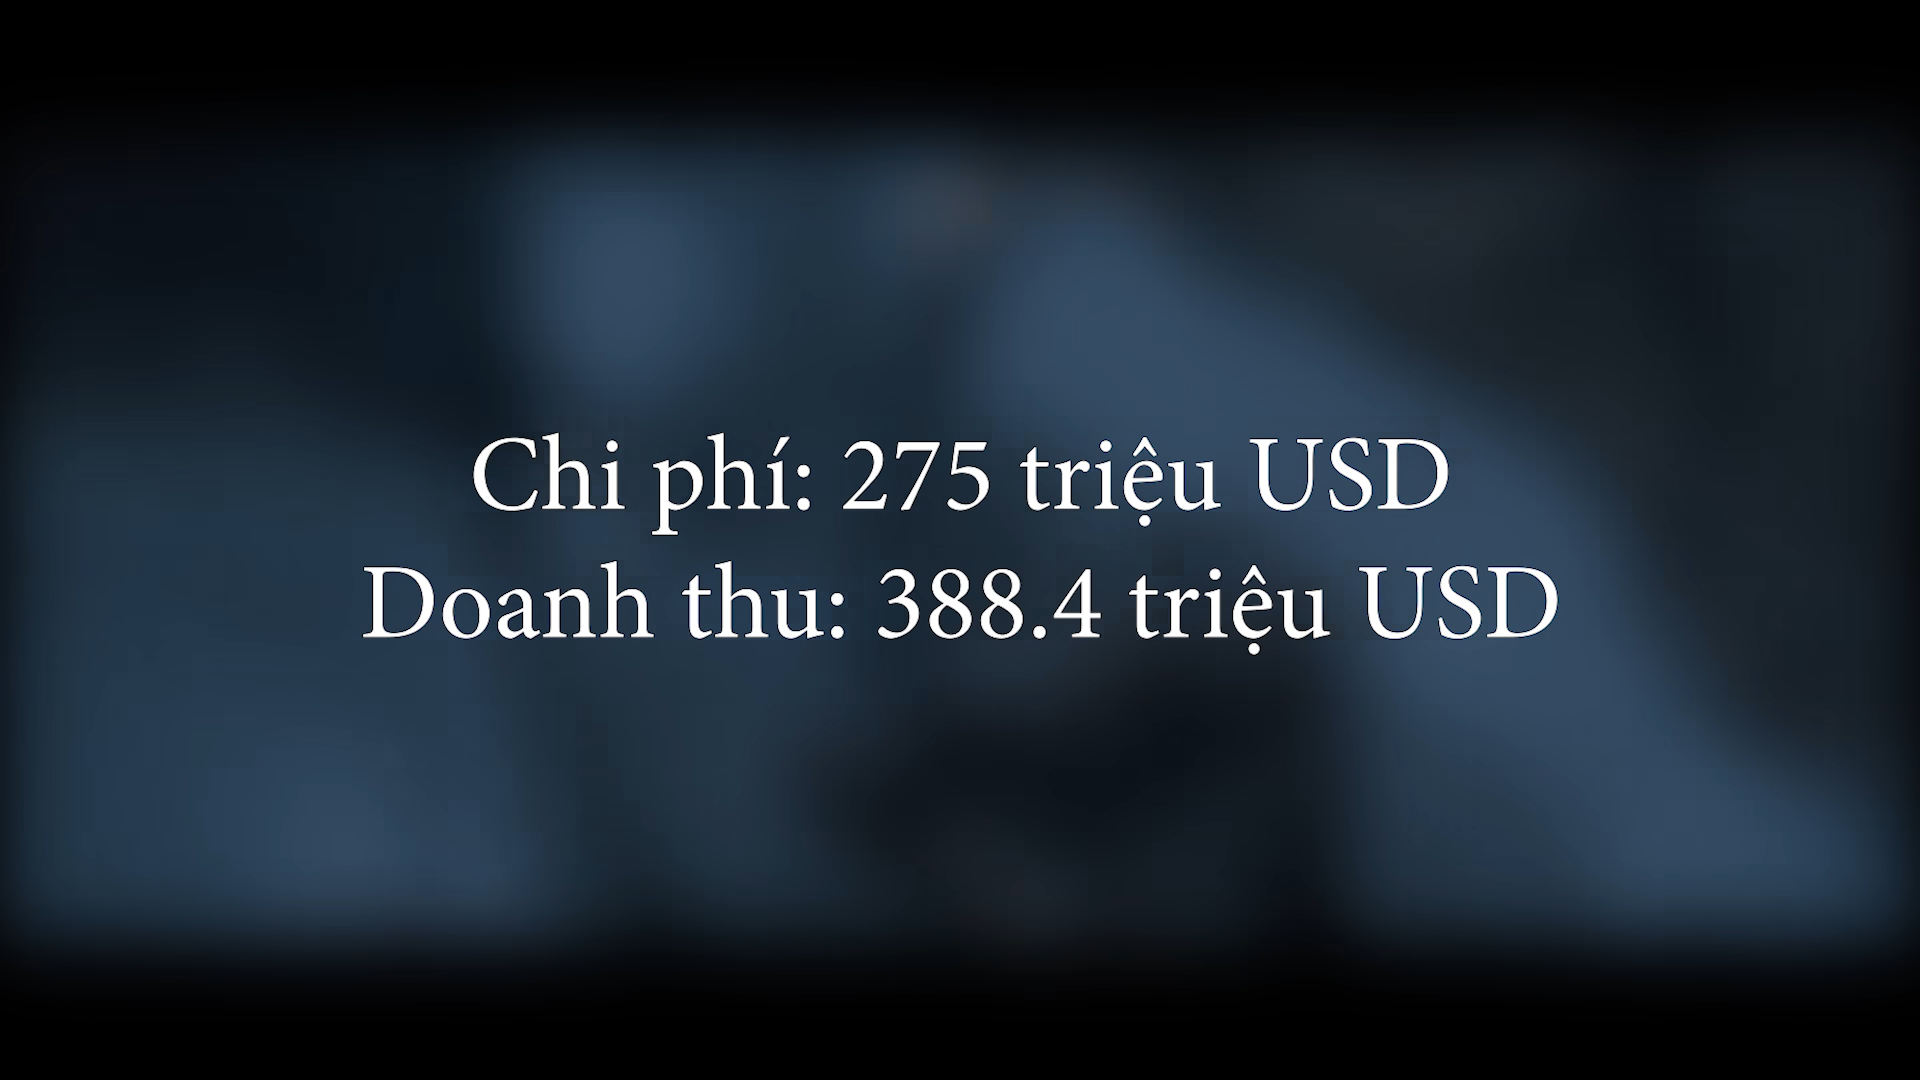 Chi phí: 275 triệu USD
Doanh thu: 388.4 triệu USD